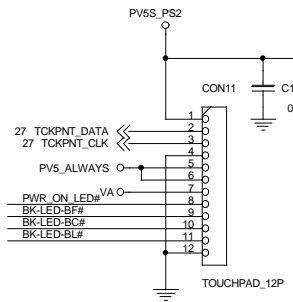 PV5S_PS2
CON11
C1
0
1
27 TCKPNT_DATA 2
27 TCKPNT_CLK 3
4
PV5_ALWAYS 5
6
VA 7
PWR_ON_LED# 8
BK-LED-BF# 9
BK-LED-BC# 10
BK-LED-BL# 11
12
TOUCHPAD_12P